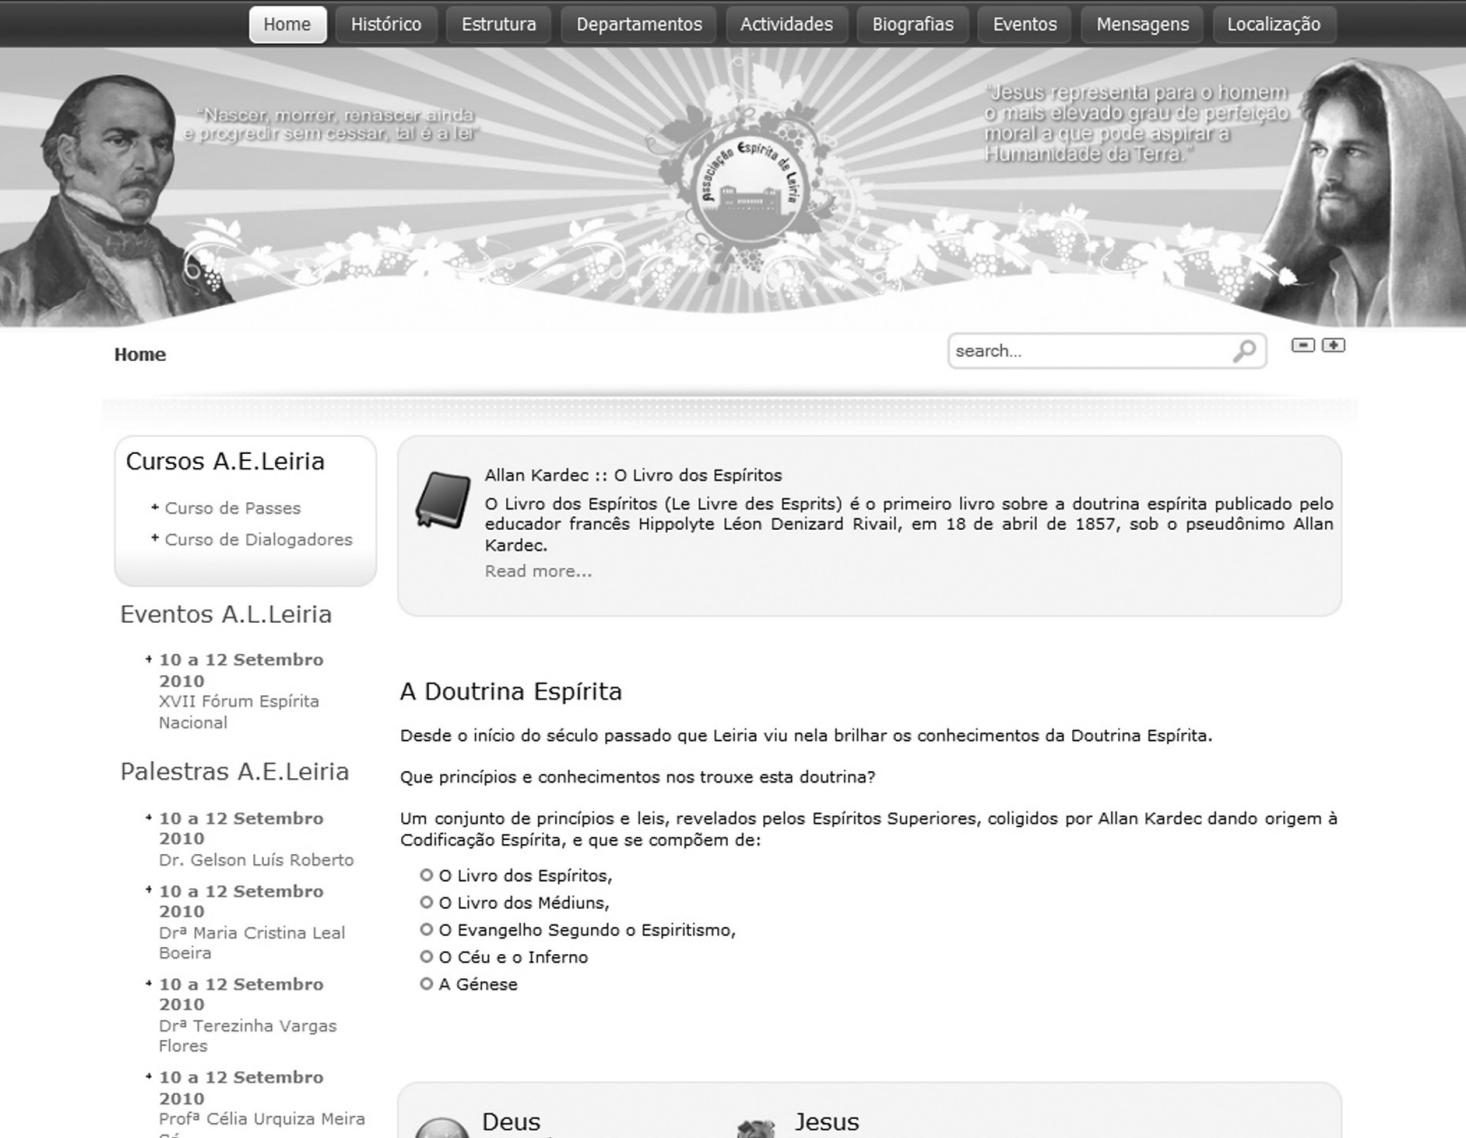 Home Histórico Estrutura Departamentos Actividades Biografias Eventos Mensagens Localização
"Nascer, morrer, renascer ainda
e progredir sem cessar, tal é a lei"
Associação Espírita de Leiria
"Jesus representa para o homem
o mais elevado grau de perfeição
moral a que pode aspirar a
Humanidade da Terra."
Home
search...
Cursos A.E.Leiria
Curso de Passes
Curso de Dialogadores
Eventos A.L.Leiria
10 a 12 Setembro
2010
XVII Fórum Espírita
Nacional
Palestras A.E.Leiria
10 a 12 Setembro
2010
Dr. Gelson Luís Roberto
10 a 12 Setembro
2010
Drª Maria Cristina Leal
Boeira
10 a 12 Setembro
2010
Drª Terezinha Vargas
Flores
10 a 12 Setembro
2010
Profª Célia Urquiza Meira
Allan Kardec :: O Livro dos Espíritos
O Livro dos Espíritos (Le Livre des Esprits) é o primeiro livro sobre a doutrina espírita publicado pelo
educador francês Hippolyte Léon Denizard Rivail, em 18 de abril de 1857, sob o pseudônimo Allan
Kardec.
Read more...
A Doutrina Espírita
Desde o início do século passado que Leiria viu nela brilhar os conhecimentos da Doutrina Espírita.
Que princípios e conhecimentos nos trouxe esta doutrina?
Um conjunto de princípios e leis, revelados pelos Espíritos Superiores, coligidos por Allan Kardec dando origem à
Codificação Espírita, e que se compõem de:
O Livro dos Espíritos,
O Livro dos Médiuns,
O Evangelho Segundo o Espiritismo,
O Céu e o Inferno
A Génese
Deus
Jesus